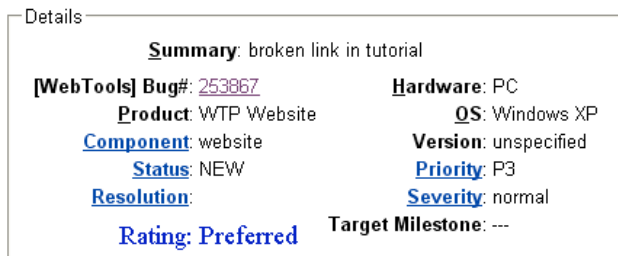 Details
Summary: broken link in tutorial
[WebTools] Bug#: 253867 Hardware: PC
Product: WTP Website OS: Windows XP
Component: website Version: unspecified
Status: NEW Priority: P3
Resolution: Severity: normal
Rating: Preferred Target Milestone: ---